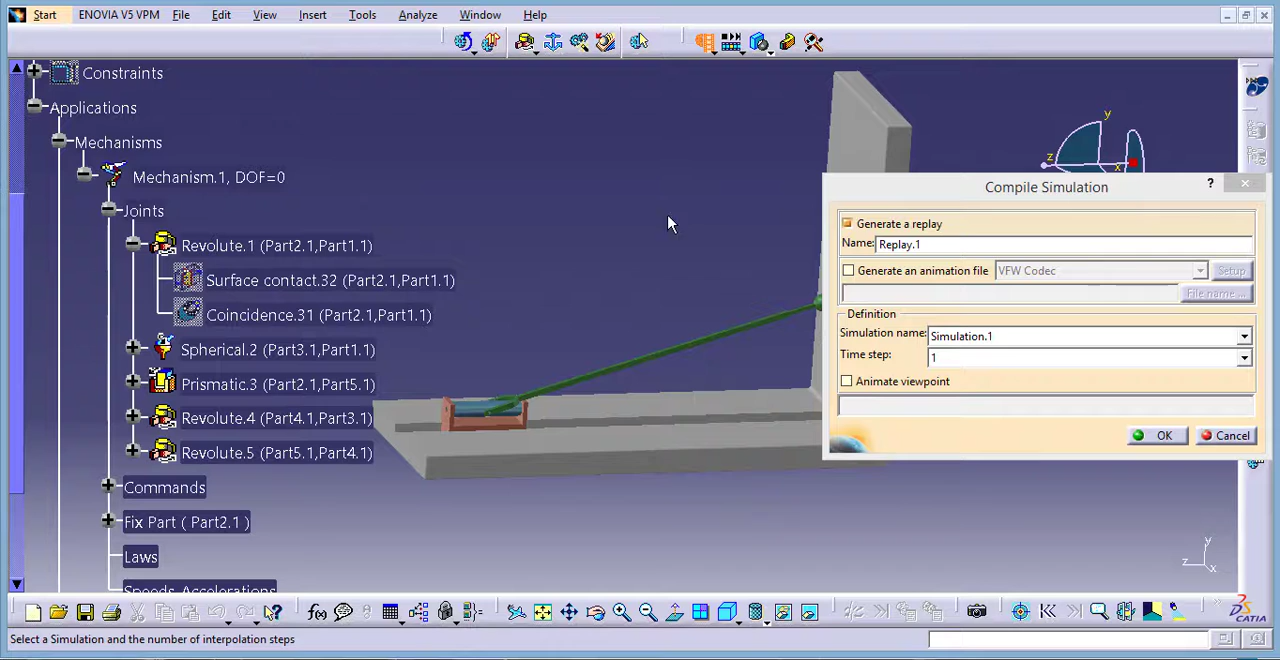 Start ENOVIA V5 VPM File Edit View Insert Tools Analyze Window Help
Constraints
Applications
Mechanisms
Mechanism.1, DOF=0
Joints
Revolute.1 (Part2.1,Part1.1)
Surface contact.32 (Part2.1,Part1.1)
Coincidence.31 (Part2.1,Part1.1)
Spherical.2 (Part3.1,Part1.1)
Prismatic.3 (Part2.1,Part5.1)
Revolute.4 (Part4.1,Part3.1)
Revolute.5 (Part5.1,Part4.1)
Commands
Fix Part ( Part2.1 )
Laws
Speeds-Accelerations
y
z
x
Compile Simulation ?
Generate a replay
Name: Replay.1
Generate an animation file VFW Codec Setup
File name ...
Definition
Simulation name: Simulation.1
Time step: 1
Animate viewpoint
OK Cancel
y
z x
f(x)
CATIA
Select a Simulation and the number of interpolation steps